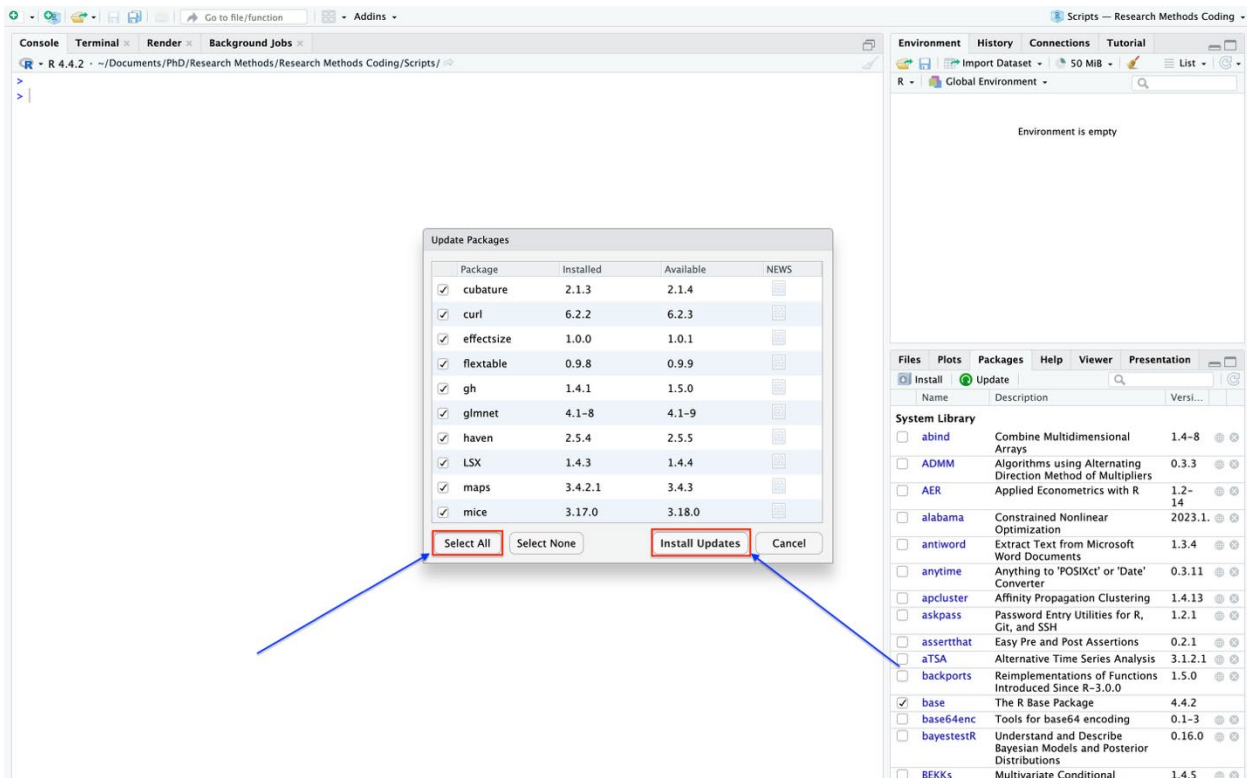 Go to file/function Addins
Scripts — Research Methods Coding
Console Terminal Render Background Jobs
R R 4.4.2 · ~/Documents/PhD/Research Methods/Research Methods Coding/Scripts/
>
>
Update Packages
Package Installed Available NEWS
cubature 2.1.3 2.1.4
curl 6.2.2 6.2.3
effectsize 1.0.0 1.0.1
flextable 0.9.8 0.9.9
gh 1.4.1 1.5.0
glmnet 4.1-8 4.1-9
haven 2.5.4 2.5.5
LSX 1.4.3 1.4.4
maps 3.4.2.1 3.4.3
mice 3.17.0 3.18.0
Select All Select None Install Updates Cancel
Environment History Connections Tutorial
Import Dataset 50 MiB List
R Global Environment
Environment is empty
Files Plots Packages Help Viewer Presentation
Install Update
Name Description Versi...
System Library
abind Combine Multidimensional 1.4-8
Arrays
ADMM Algorithms using Alternating 0.3.3
Direction Method of Multipliers
AER Applied Econometrics with R 1.2-
14
alabama Constrained Nonlinear 2023.1.
Optimization
antiword Extract Text from Microsoft 1.3.4
Word Documents
anytime Anything to 'POSIXct' or 'Date' 0.3.11
Converter
apcluster Affinity Propagation Clustering 1.4.13
askpass Password Entry Utilities for R, 1.2.1
Git, and SSH
assertthat Easy Pre and Post Assertions 0.2.1
aTSA Alternative Time Series Analysis 3.1.2.1
backports Reimplementations of Functions 1.5.0
Introduced Since R-3.0.0
base The R Base Package 4.4.2
base64enc Tools for base64 encoding 0.1-3
bayestestR Understand and Describe 0.16.0
Bayesian Models and Posterior
Distributions
BEKKs Multivariate Conditional 1.4.5